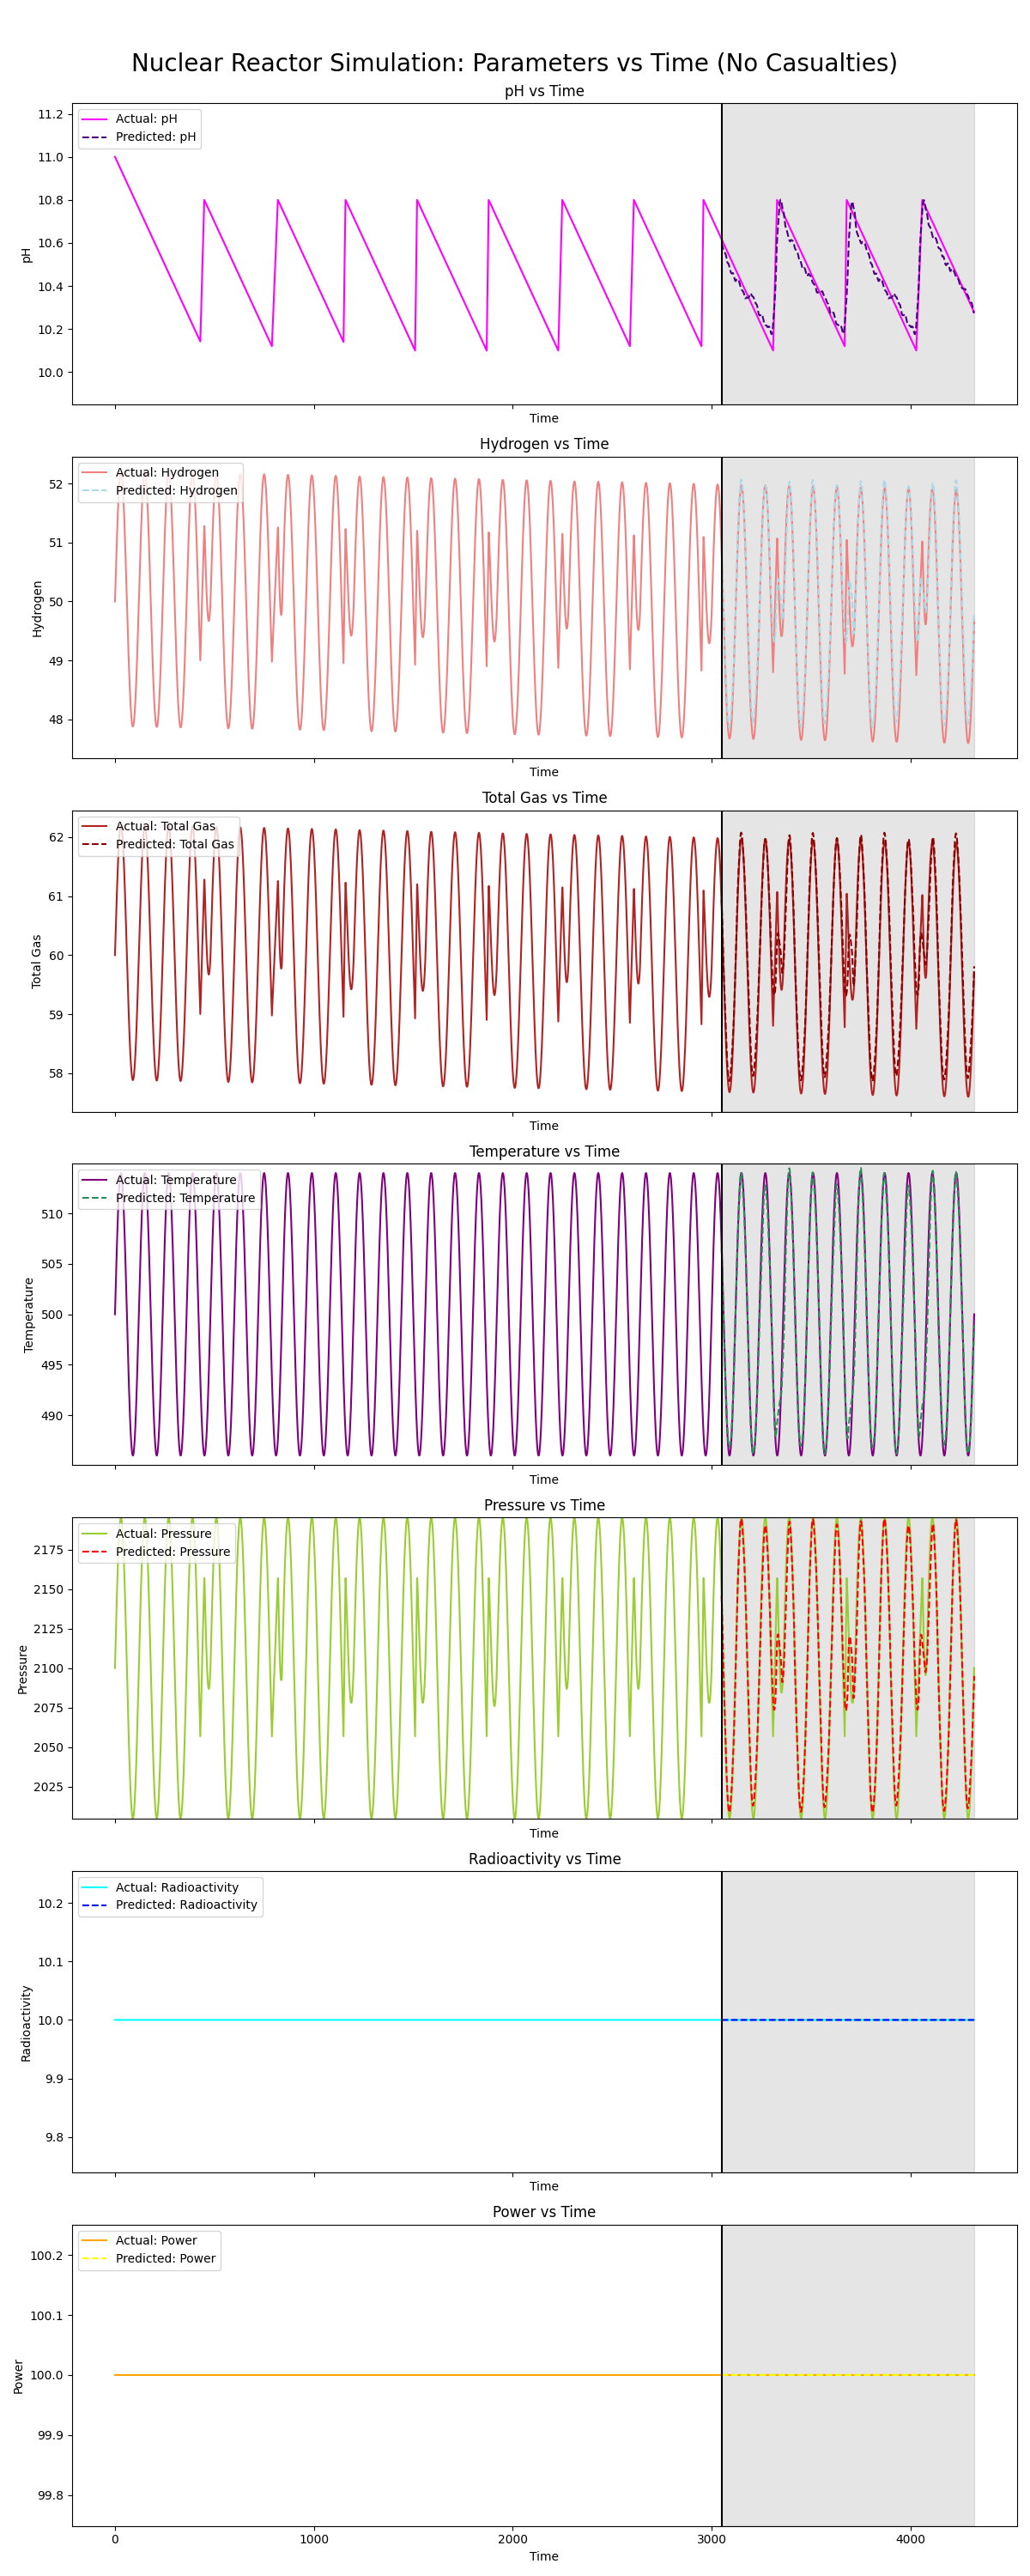 Nuclear Reactor Simulation: Parameters vs Time (No Casualties)
pH vs Time
Actual: pH
Predicted: pH
11.2
11.0
10.8
10.6
10.4
10.2
10.0
pH
Time
Hydrogen vs Time
Actual: Hydrogen
Predicted: Hydrogen
52
51
50
49
48
Hydrogen
Time
Total Gas vs Time
Actual: Total Gas
Predicted: Total Gas
62
61
60
59
58
Total Gas
Time
Temperature vs Time
Actual: Temperature
Predicted: Temperature
510
505
500
495
490
Temperature
Time
Pressure vs Time
Actual: Pressure
Predicted: Pressure
2175
2150
2125
2100
2075
2050
2025
Pressure
Time
Radioactivity vs Time
Actual: Radioactivity
Predicted: Radioactivity
10.2
10.1
10.0
9.9
9.8
Radioactivity
Time
Power vs Time
Actual: Power
Predicted: Power
100.2
100.1
100.0
99.9
99.8
Power
0 1000 2000 3000 4000
Time